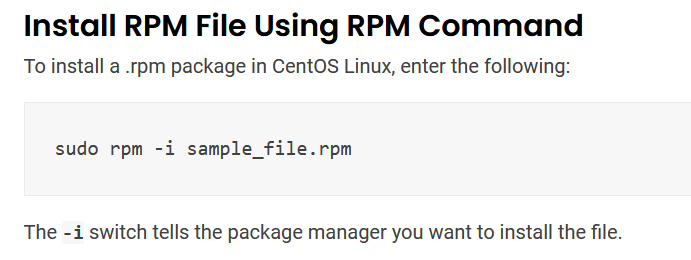 Install RPM File Using RPM Command
To install a .rpm package in CentOS Linux, enter the following:
sudo rpm -i sample_file.rpm
The -i switch tells the package manager you want to install the file.